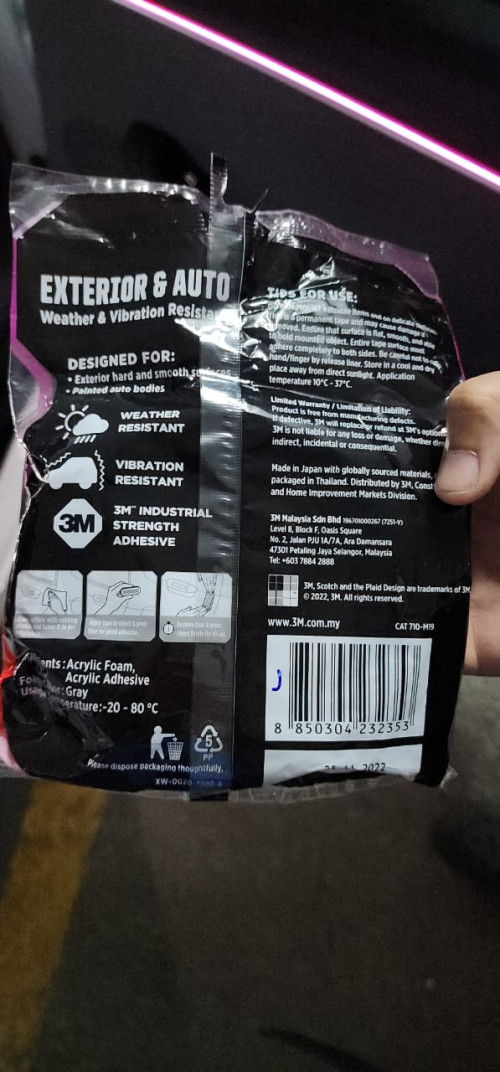 EXTERIOR & AUTO
Weather & Vibration
DESIGNED FOR:
• Exterior hard and smooth surfaces
• Painted auto bodies
WEATHER
RESISTANT
VIBRATION
RESISTANT
3M
3M™ INDUSTRIAL
STRENGTH
ADHESIVE
: Acrylic Foam,
Acrylic Adhesive
: Gray
:-20 - 80 ºC
5
PP
Please dispose packaging thoughtfully.
TIPS FOR USE:
items and on delicate
is a permanent tape and may cause damage
Ensure that surface is flat, smooth, and
to hold mounted object. Entire tape surface
adhere completely to both sides. Be careful not to
hand/finger by release liner. Store in a cool and dry
place away from direct sunlight. Application
temperature 10°C - 37°C.
Limited Warranty / Limitation of Liability:
Product is free from manufacturing defects.
If defective, 3M will replace or refund at 3M's option
3M is not liable for any loss or damage, whether
indirect, incidental or consequential.
Made in Japan with globally sourced materials,
packaged in Thailand. Distributed by 3M,
and Home Improvement Markets Division.
3M Malaysia Sdn Bhd 196701000267 (7251-V)
Level 8, Block F, Oasis Square
No. 2, Jalan PJU 1A/7A, Ara Damansara
47301 Petaling Jaya Selangor, Malaysia
Tel: +603 7884 2888
3M, Scotch and the Plaid Design are trademarks of 3M
© 2022, 3M. All rights reserved.
www.3M.com.my CAT 710-M19
8 850304 232353
2022